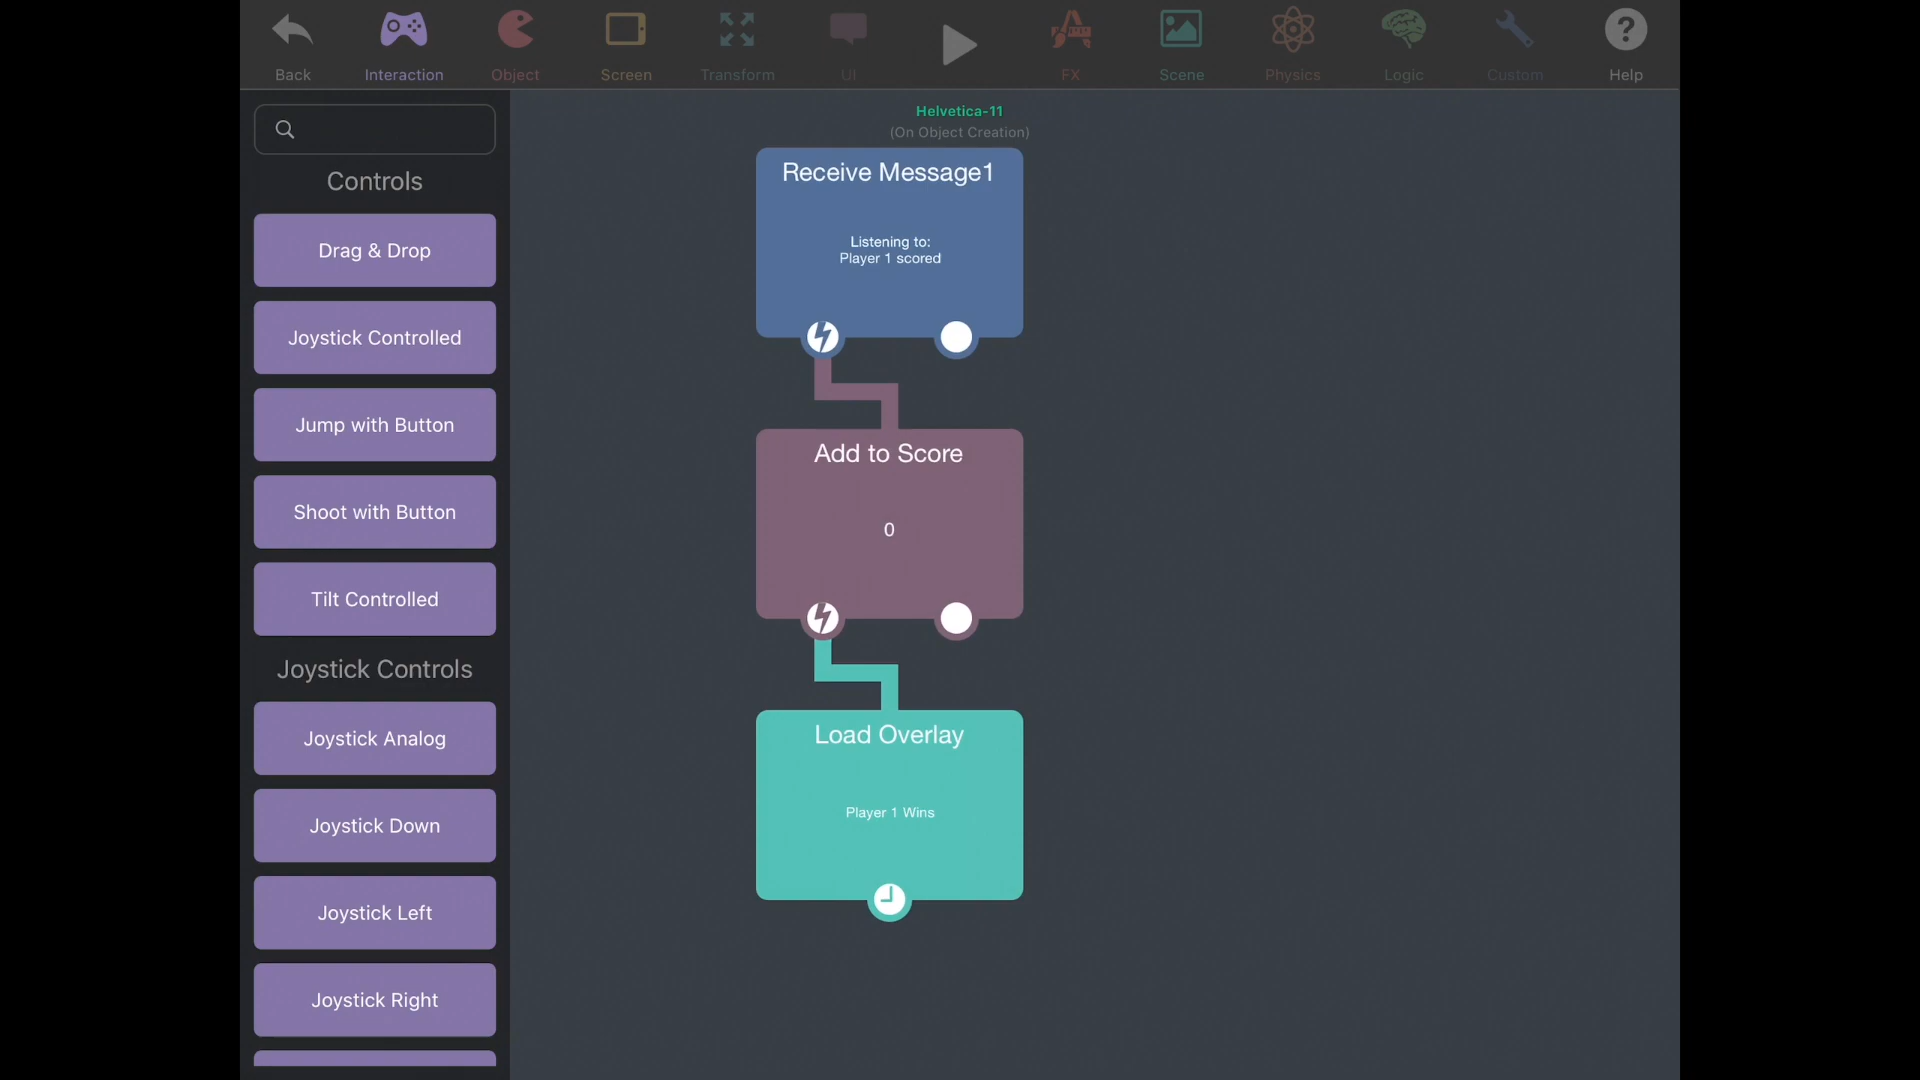 Back
Interaction
Object
Screen
Transform
UI
FX
Scene
Physics
Logic
Custom
Help
Helvetica-11
(On Object Creation)
Controls
Drag & Drop
Joystick Controlled
Jump with Button
Shoot with Button
Tilt Controlled
Joystick Controls
Joystick Analog
Joystick Down
Joystick Left
Joystick Right
Receive Message1
Listening to:
Player 1 scored
Add to Score
0
Load Overlay
Player 1 Wins